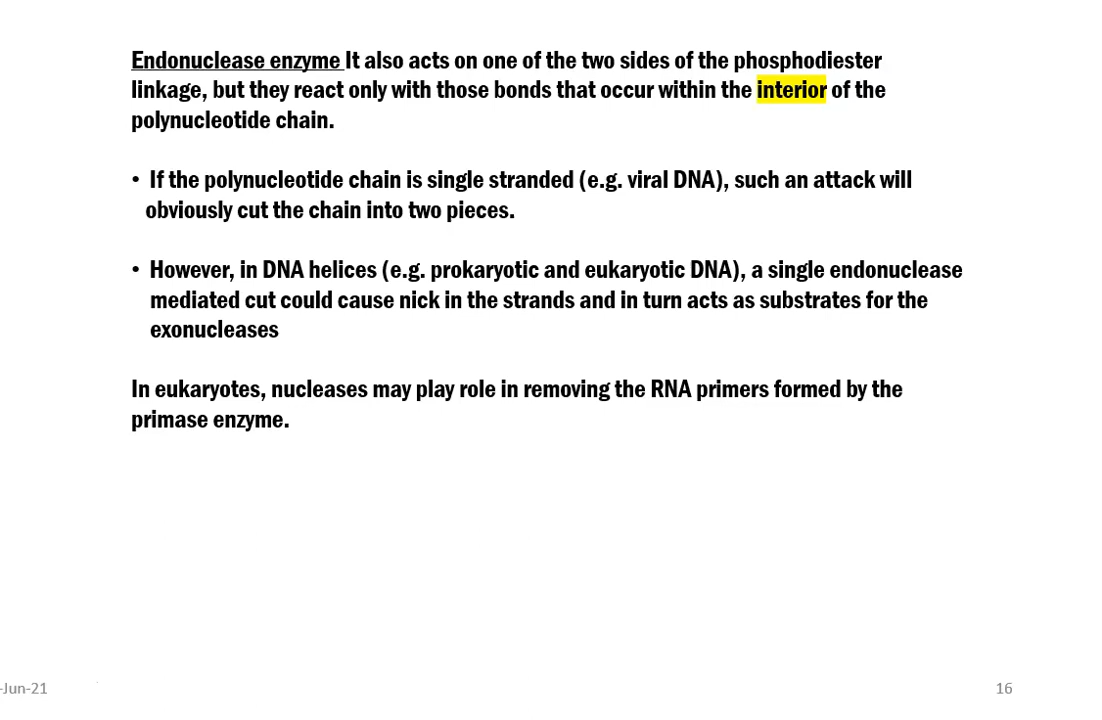 Endonuclease enzyme It also acts on one of the two sides of the phosphodiester
linkage, but they react only with those bonds that occur within the interior of the
polynucleotide chain.
• If the polynucleotide chain is single stranded (e.g. viral DNA), such an attack will
obviously cut the chain into two pieces.
• However, in DNA helices (e.g. prokaryotic and eukaryotic DNA), a single endonuclease
mediated cut could cause nick in the strands and in turn acts as substrates for the
exonucleases
In eukaryotes, nucleases may play role in removing the RNA primers formed by the
primase enzyme.
-Jun-21
16